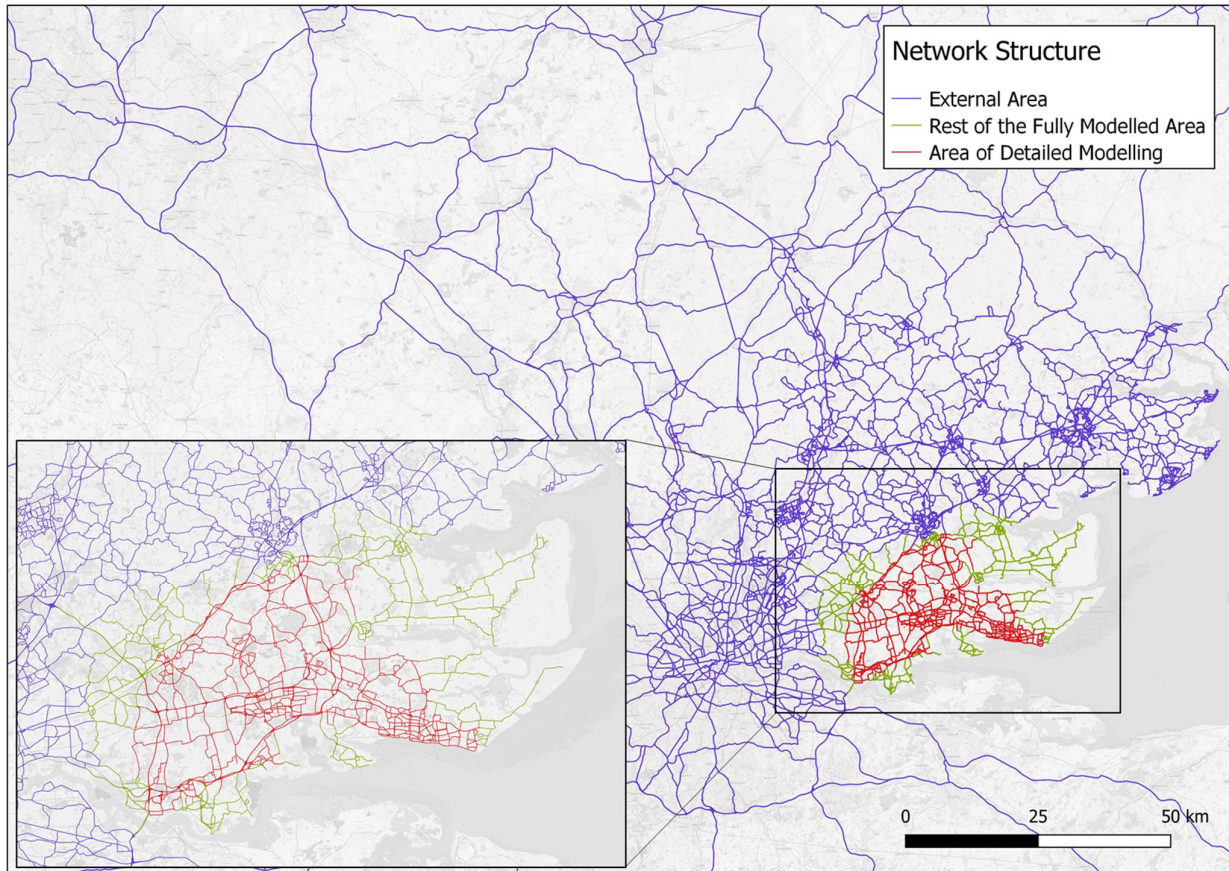 Network Structure
External Area
Rest of the Fully Modelled Area
Area of Detailed Modelling
0 25 50 km